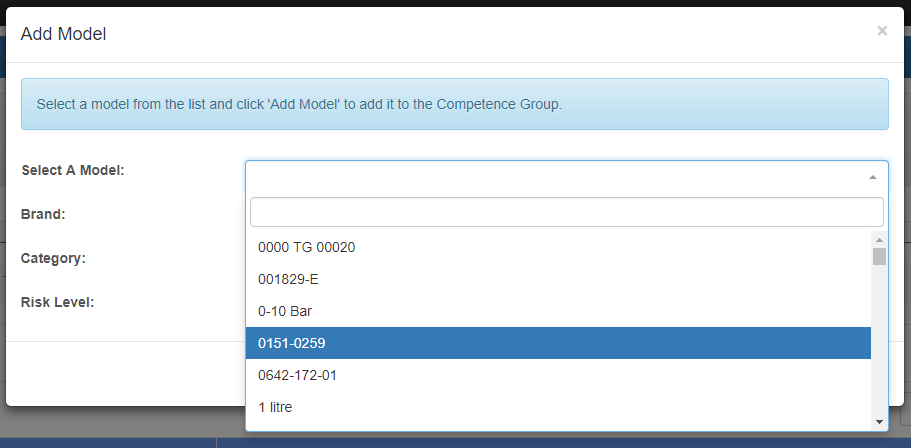 Add Model
×
Select a model from the list and click 'Add Model' to add it to the Competence Group.
Select A Model:
Brand:
Category:
Risk Level:
0000 TG 00020
001829-E
0-10 Bar
0151-0259
0642-172-01
1 litre